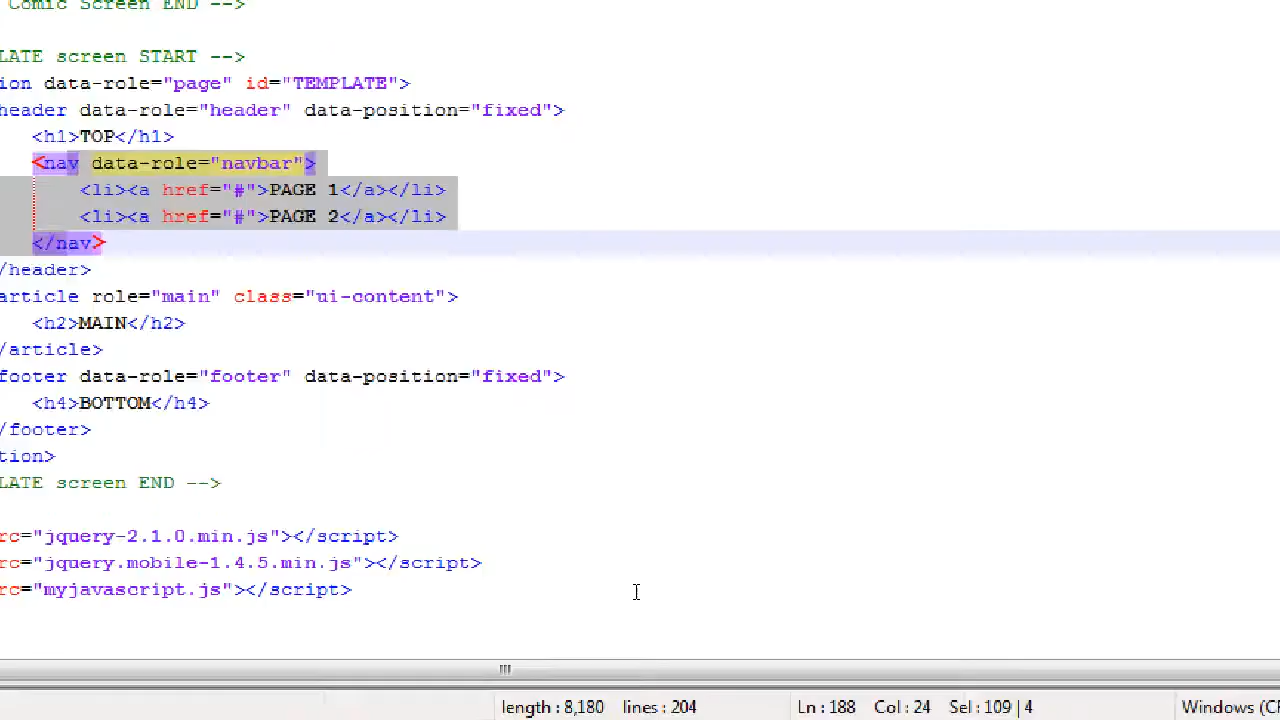 Comic Screen END -->
LATE screen START -->
ion data-role="page" id="TEMPLATE">
header data-role="header" data-position="fixed">
<h1>TOP</h1>
<nav data-role="navbar">
<li><a href="#">PAGE 1</a></li>
<li><a href="#">PAGE 2</a></li>
</nav>
/header>
article role="main" class="ui-content">
<h2>MAIN</h2>
/article>
footer data-role="footer" data-position="fixed">
<h4>BOTTOM</h4>
/footer>
tion>
LATE screen END -->
rc="jquery-2.1.0.min.js"></script>
rc="jquery.mobile-1.4.5.min.js"></script>
rc="myjavascript.js"></script>
length : 8,180 lines : 204 Ln : 188 Col : 24 Sel : 109 | 4 Windows (C